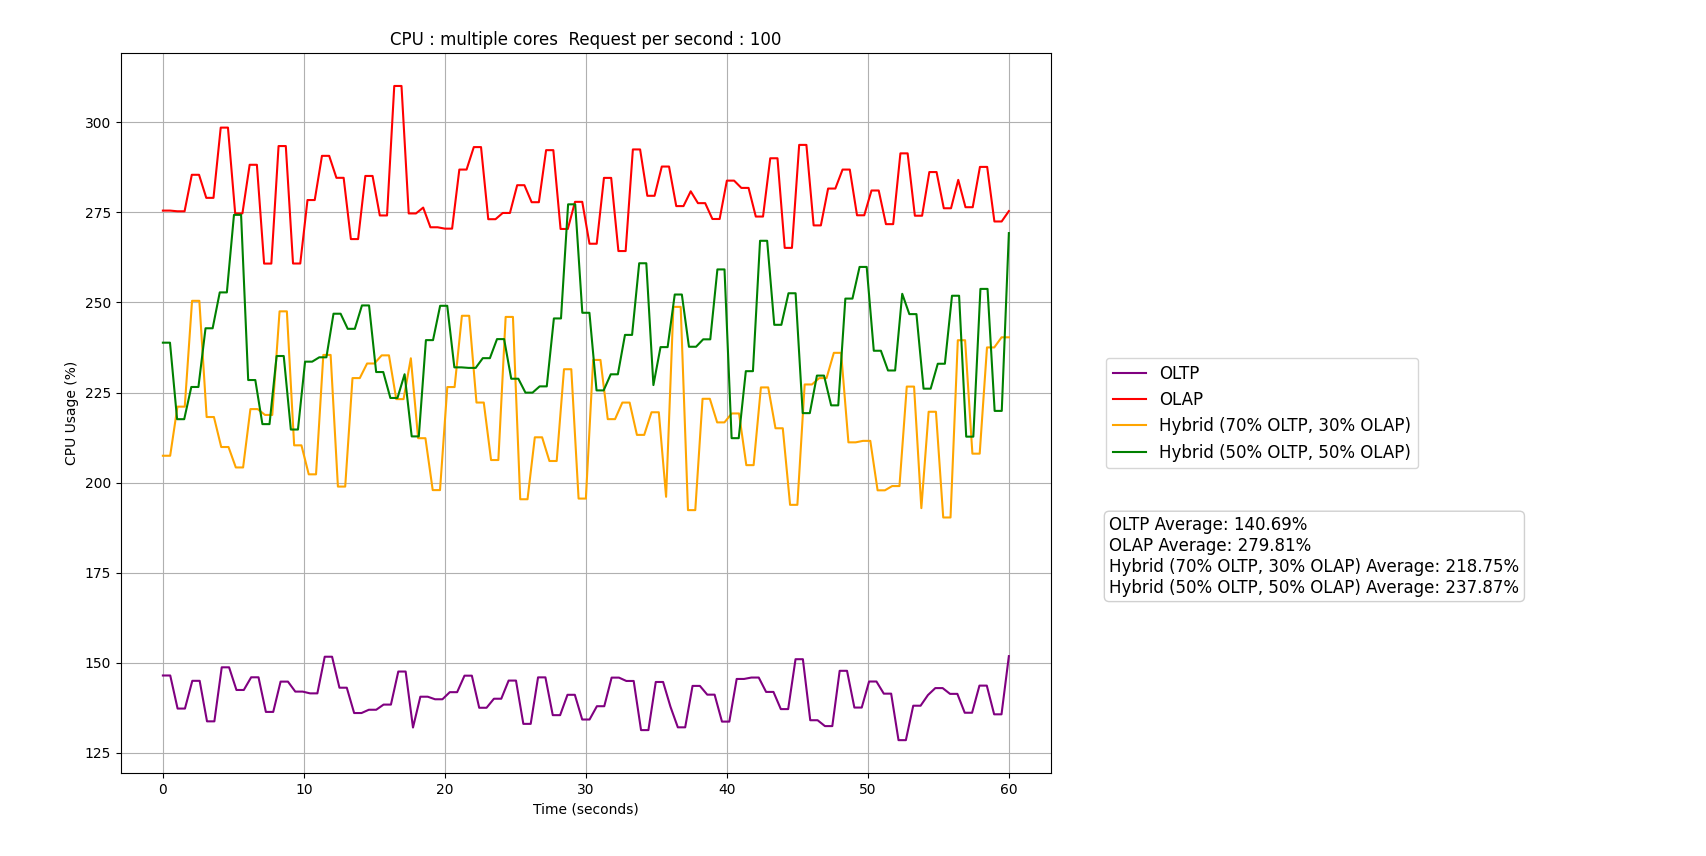 CPU : multiple cores  Request per second : 100
CPU Usage (%)
300
275
250
225
200
175
150
125
0 10 20 30 40 50 60
Time (seconds)
OLTP
OLAP
Hybrid (70% OLTP, 30% OLAP)
Hybrid (50% OLTP, 50% OLAP)
OLTP Average: 140.69%
OLAP Average: 279.81%
Hybrid (70% OLTP, 30% OLAP) Average: 218.75%
Hybrid (50% OLTP, 50% OLAP) Average: 237.87%